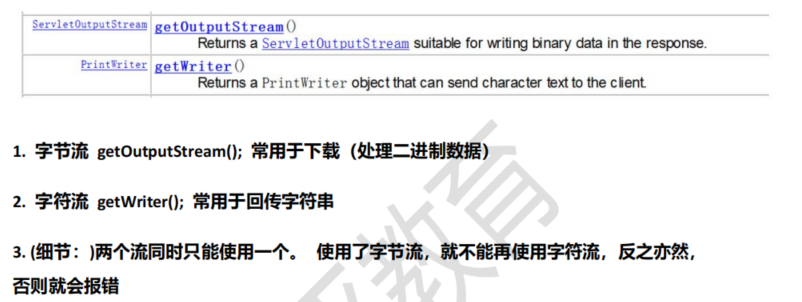 ServletOutputStream getOutputStream()
Returns a ServletOutputStream suitable for writing binary data in the response.
PrintWriter getWriter()
Returns a PrintWriter object that can send character text to the client.
1. 字节流 getOutputStream(); 常用于下载（处理二进制数据）
2. 字符流 getWriter(); 常用于回传字符串
3. (细节：)两个流同时只能使用一个。 使用了字节流，就不能再使用字符流，反之亦然，
否则就会报错
教育